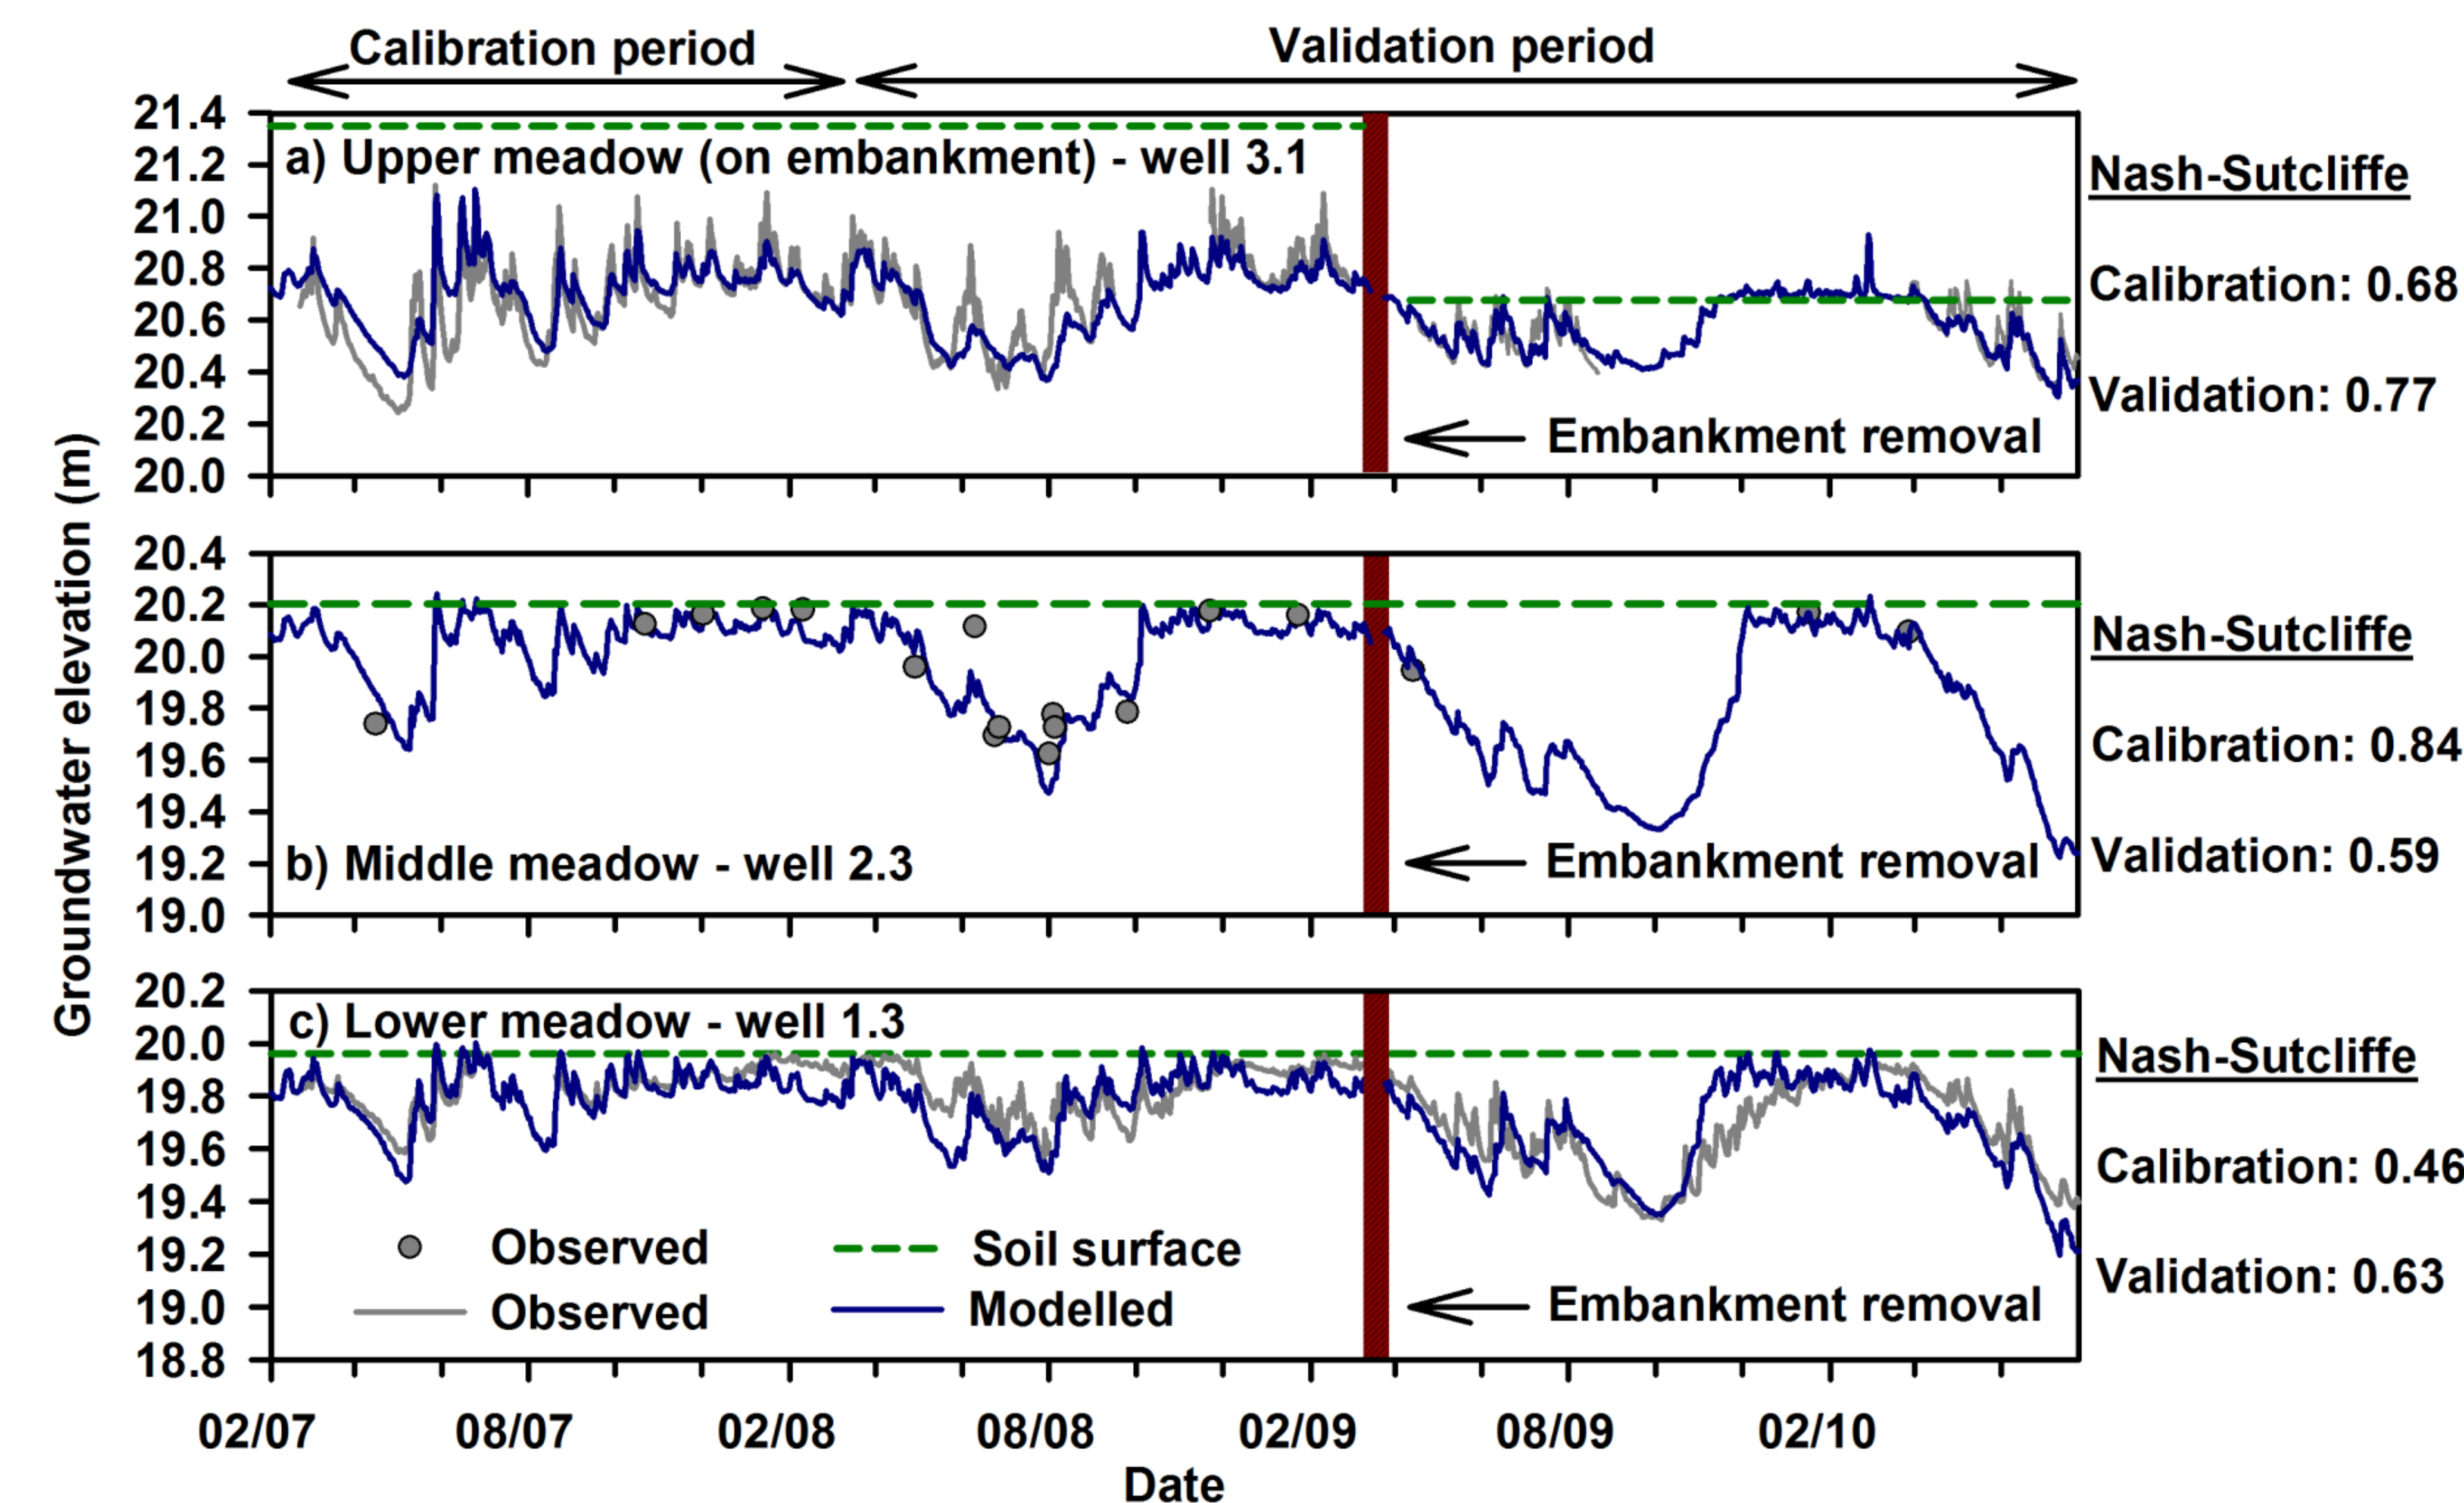 Calibration period
Validation period
Groundwater elevation (m)
21.4
21.2
21.0
20.8
20.6
20.4
20.2
20.0
a) Upper meadow (on embankment) - well 3.1
Embankment removal
Nash-Sutcliffe
Calibration: 0.68
Validation: 0.77
20.4
20.2
20.0
19.8
19.6
19.4
19.2
19.0
b) Middle meadow - well 2.3
Embankment removal
Nash-Sutcliffe
Calibration: 0.84
Validation: 0.59
20.2
20.0
19.8
19.6
19.4
19.2
19.0
18.8
c) Lower meadow - well 1.3
Observed
Soil surface
Observed
Modelled
Embankment removal
Nash-Sutcliffe
Calibration: 0.46
Validation: 0.63
02/07 08/07 02/08 08/08 02/09 08/09 02/10
Date